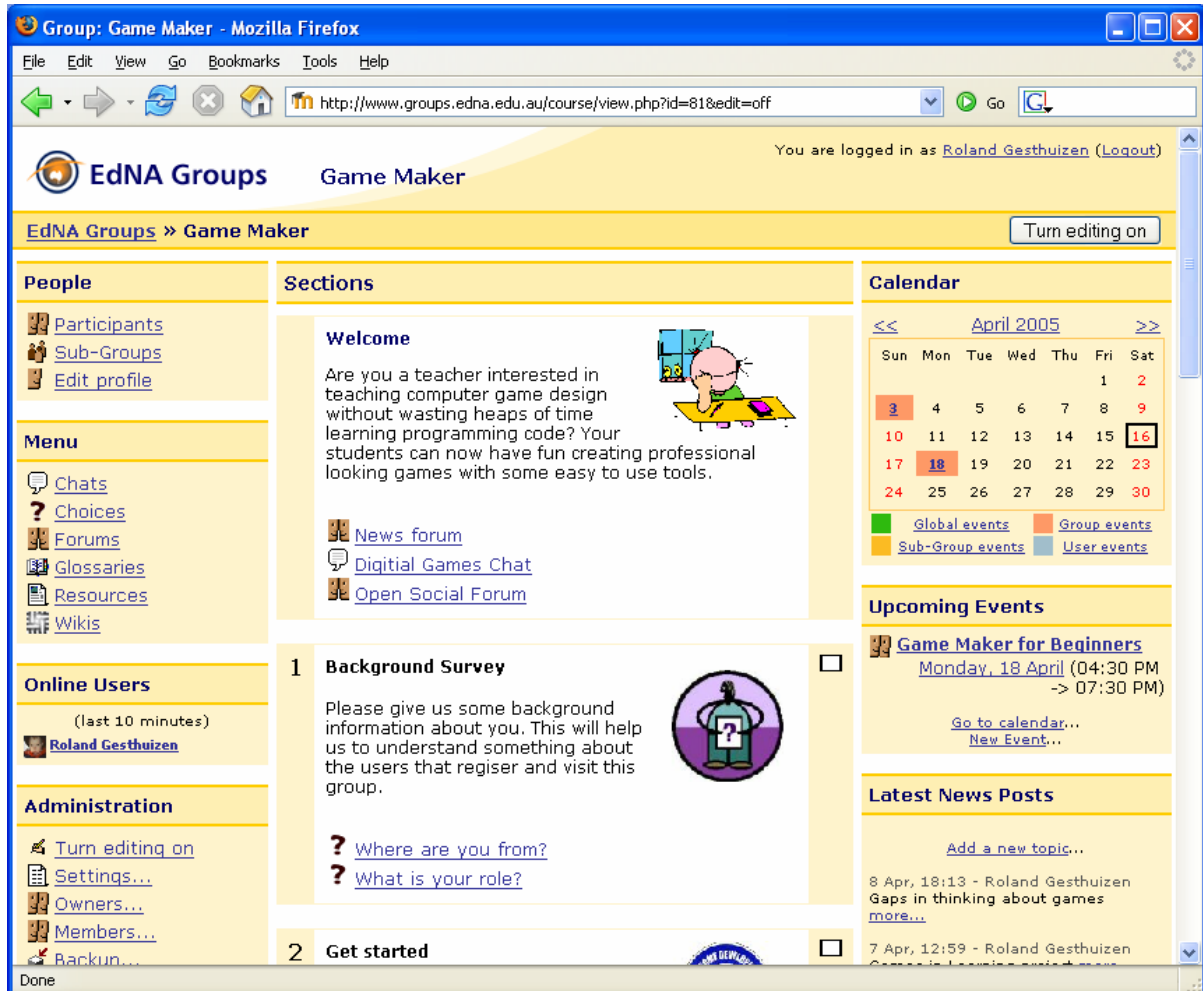 Group: Game Maker - Mozilla Firefox
File Edit View Go Bookmarks Tools Help
http://www.groups.edna.edu.au/course/view.php?id=81&edit=off
Go
G
You are logged in as Roland Gesthuizen (Logout)
EdNA Groups
Game Maker
EdNA Groups » Game Maker
Turn editing on
People
Participants
Sub-Groups
Edit profile
Menu
Chats
Choices
Forums
Glossaries
Resources
Wikis
Online Users
(last 10 minutes)
Roland Gesthuizen
Administration
Turn editing on
Settings...
Owners...
Members...
Backup...
Sections
Welcome
Are you a teacher interested in
teaching computer game design
without wasting heaps of time
learning programming code? Your
students can now have fun creating professional
looking games with some easy to use tools.
News forum
Digitial Games Chat
Open Social Forum
1 Background Survey
Please give us some background
information about you. This will help
us to understand something about
the users that regiser and visit this
group.
?
? Where are you from?
? What is your role?
2 Get started
Calendar
<< April 2005 >>
Sun Mon Tue Wed Thu Fri Sat
1 2
3 4 5 6 7 8 9
10 11 12 13 14 15 16
17 18 19 20 21 22 23
24 25 26 27 28 29 30
Global events Group events
Sub-Group events User events
Upcoming Events
Game Maker for Beginners
Monday, 18 April (04:30 PM
-> 07:30 PM)
Go to calendar...
New Event...
Latest News Posts
Add a new topic...
8 Apr, 18:13 - Roland Gesthuizen
Gaps in thinking about games
more...
7 Apr, 12:59 - Roland Gesthuizen
Games in Learning project more...
Done